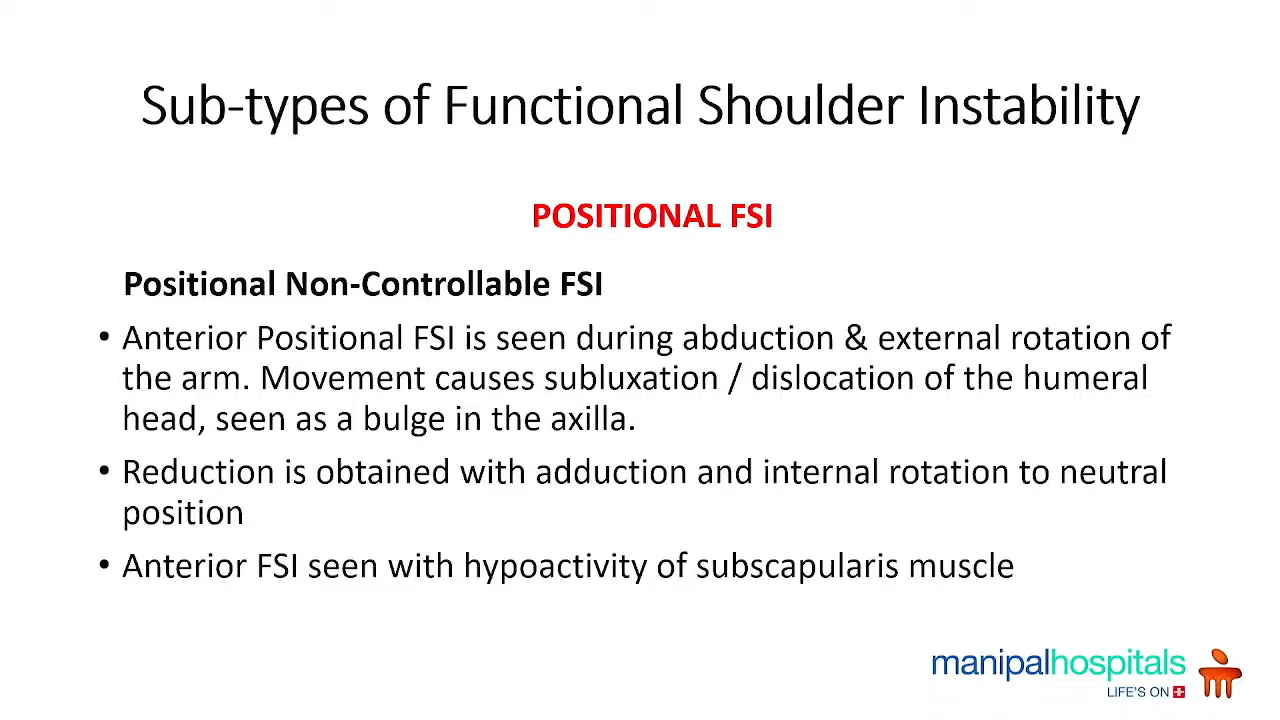 Sub-types of Functional Shoulder Instability
POSITIONAL FSI
Positional Non-Controllable FSI
• Anterior Positional FSI is seen during abduction & external rotation of
the arm. Movement causes subluxation / dislocation of the humeral
head, seen as a bulge in the axilla.
• Reduction is obtained with adduction and internal rotation to neutral
position
• Anterior FSI seen with hypoactivity of subscapularis muscle
manipalhospitals
LIFE'S ON